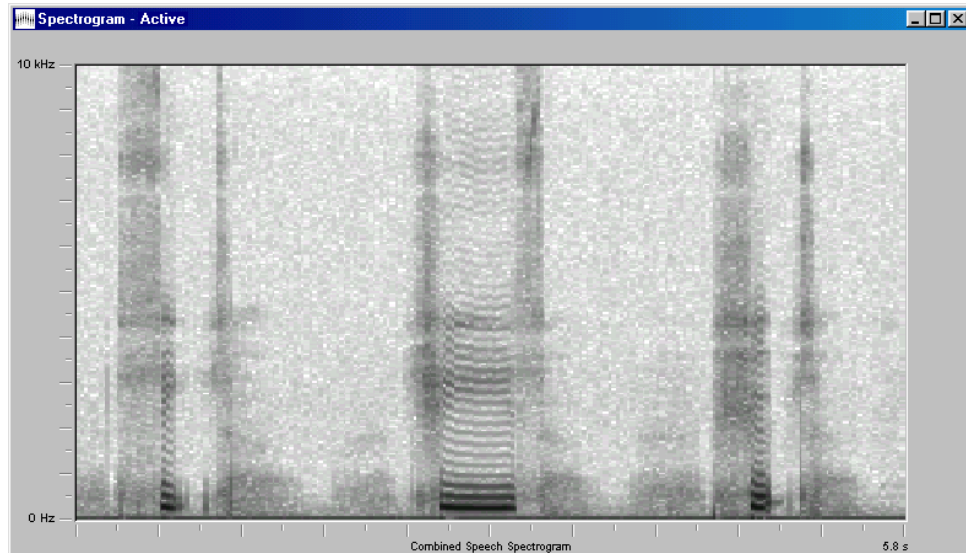 Spectrogram - Active
10 kHz
0 Hz
Combined Speech Spectrogram
5.8 s